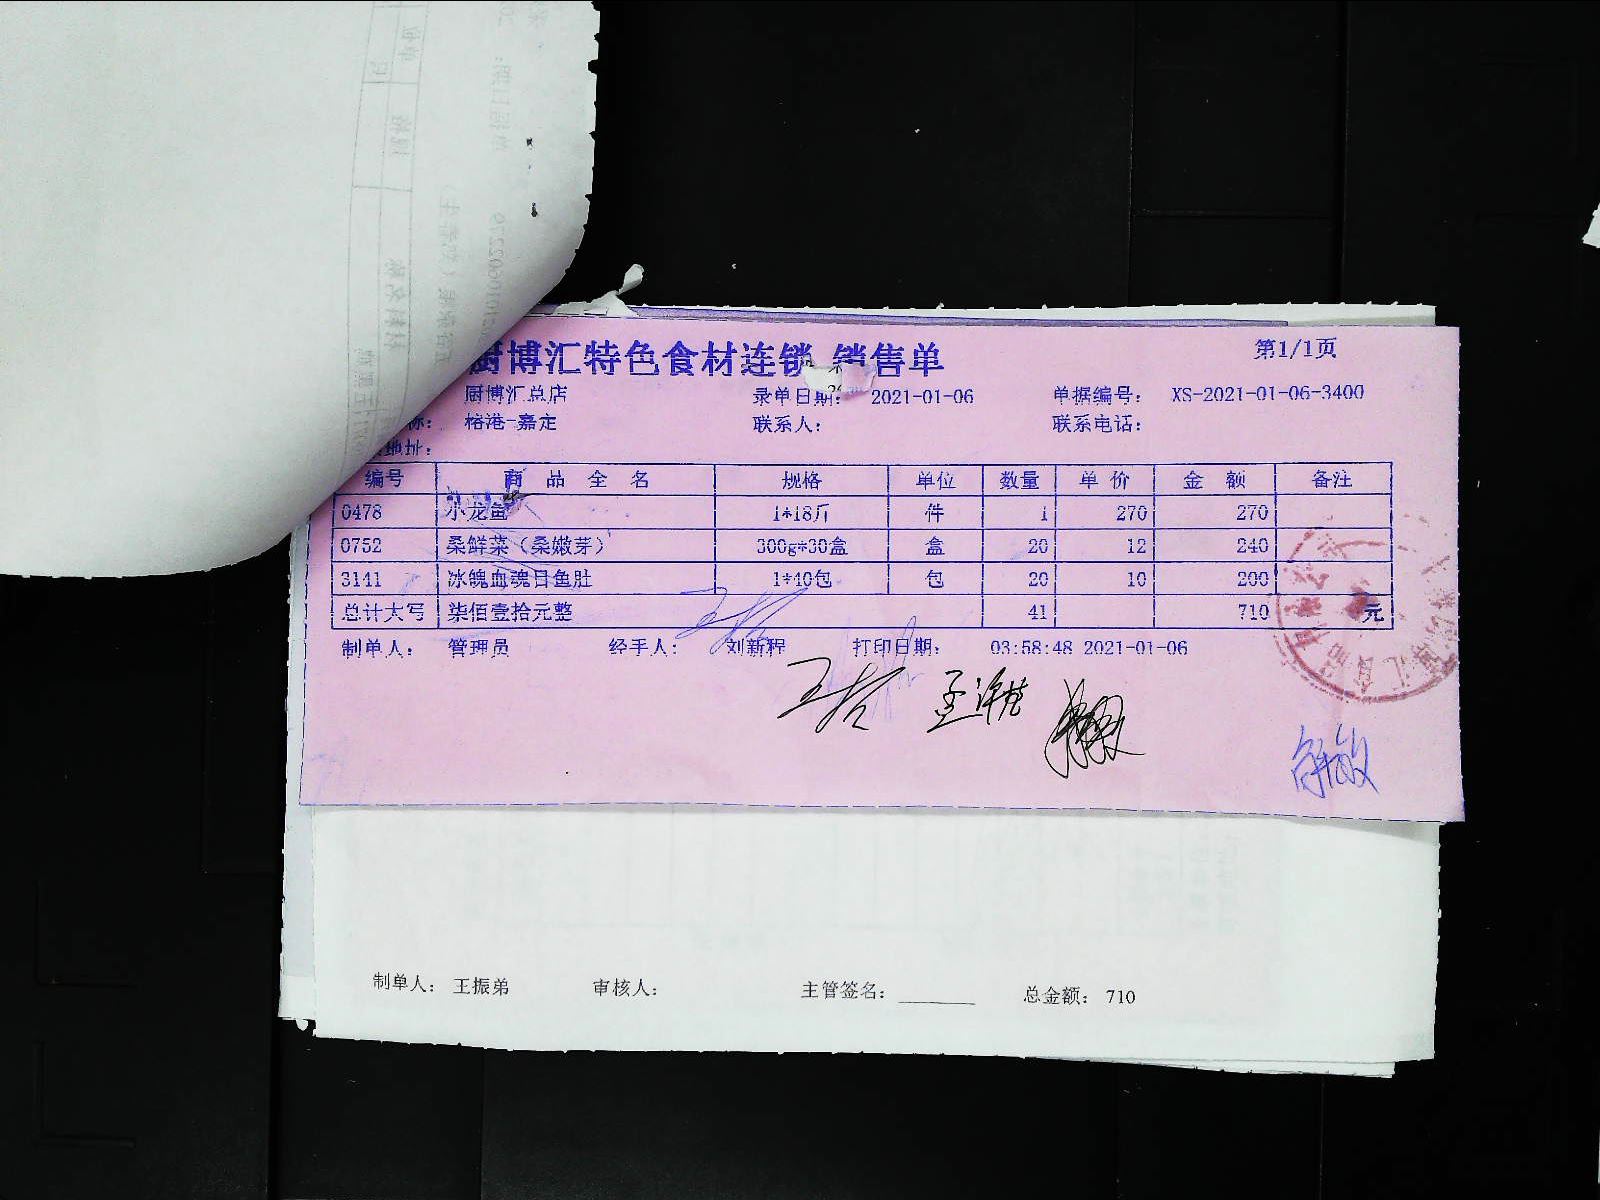 厨博汇特色食材连锁 销售单
第1/1页
厨博汇总店 录单日期: 2021-01-06 单据编号: XS-2021-01-06-3400
称: 榕港-嘉定 联系人: 联系电话:
地址:
编号 商品全名 规格 单位 数量 单价 金额 备注
0478 小龙鱼 1*18斤 件 1 270 270
0752 桑鲜菜（桑嫩芽） 300g*30盒 盒 20 12 240
3141 冰魄血魂目鱼肚 1*40包 包 20 10 200
总计大写 柒佰壹拾元整 41 710 元
制单人: 管理员 经手人: 刘新程 打印日期: 03:58:48 2021-01-06
制单人: 王振弟 审核人: 主管签名: 总金额: 710